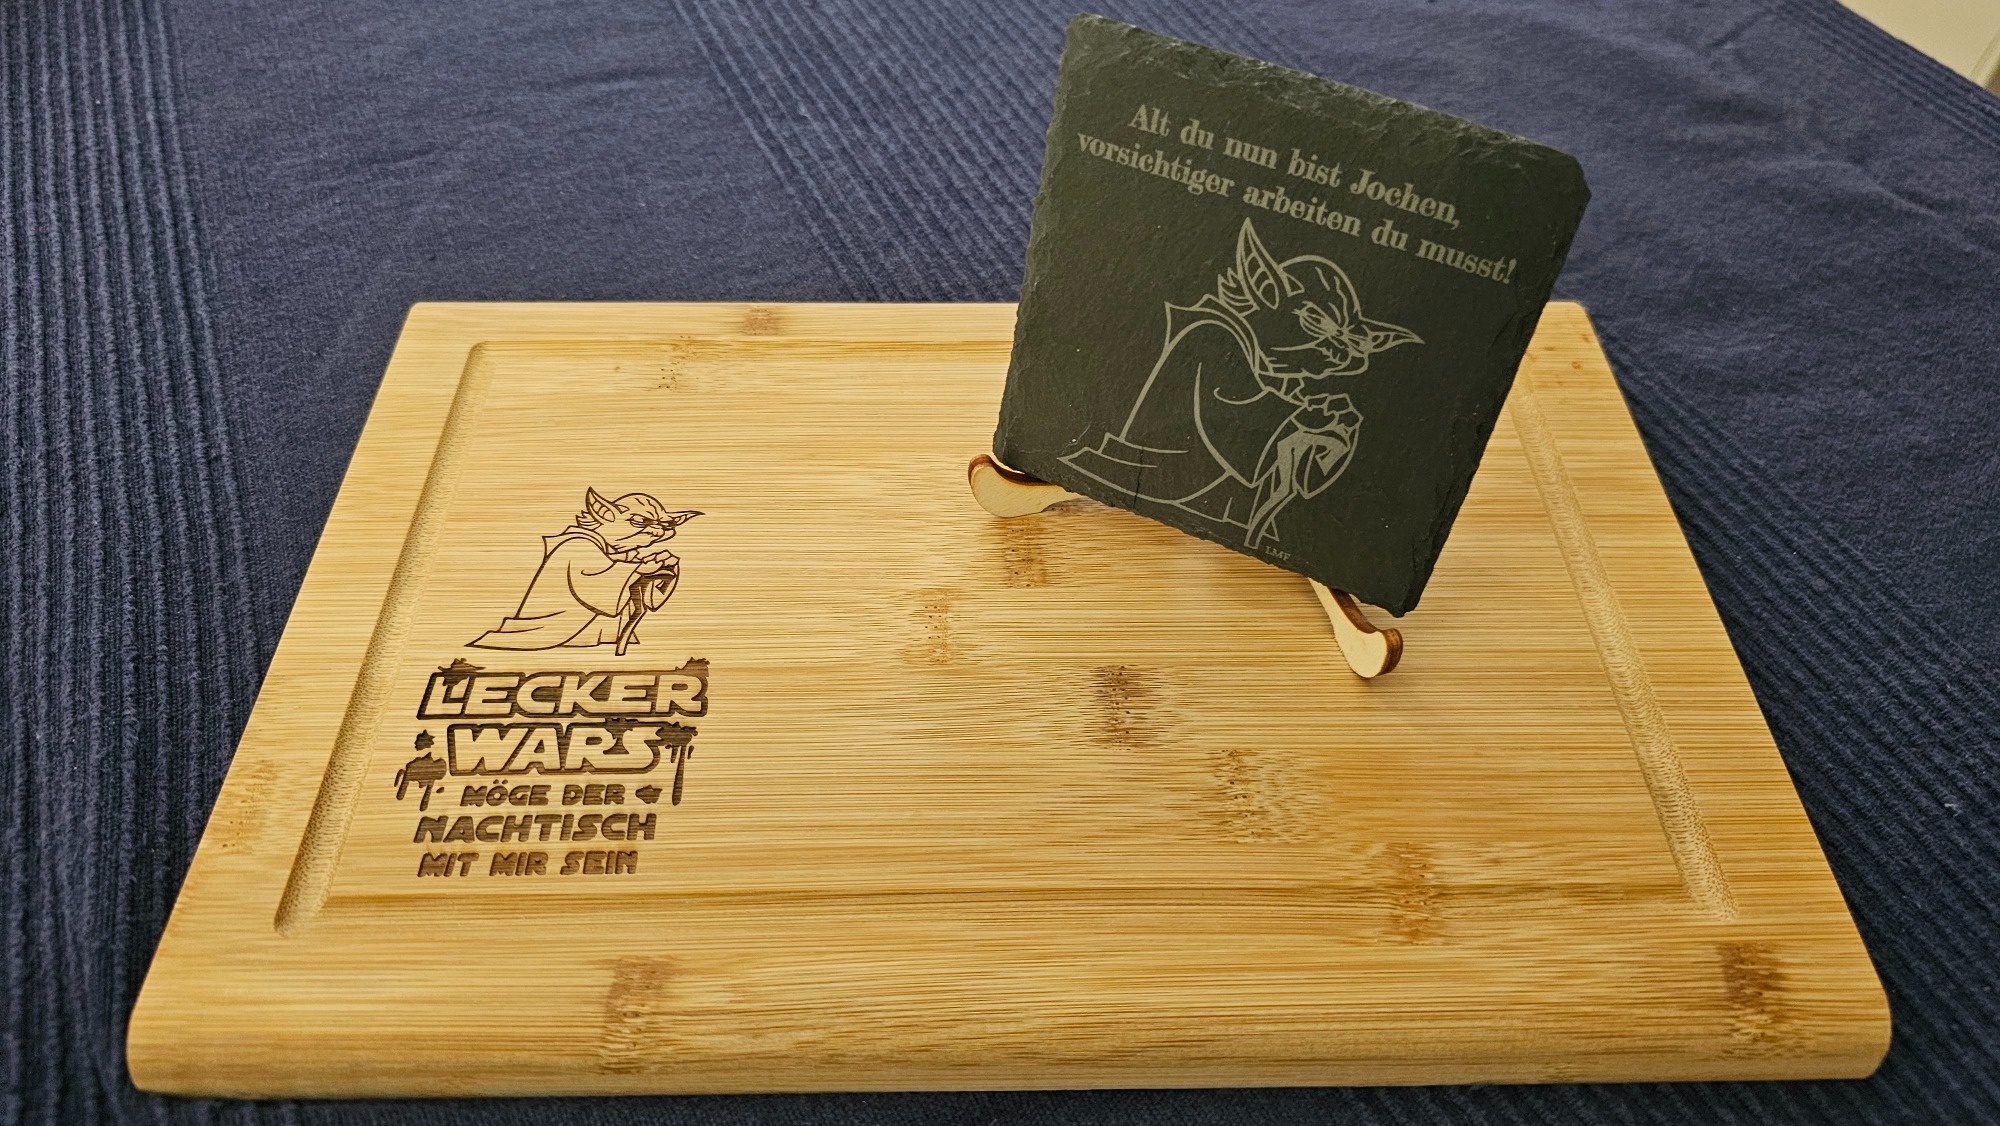 Alt du nun bist Jochen,
vorsichtiger arbeiten du musst!
LMF
LECKER
WARS
MÖGE DER
NACHTISCH
MIT MIR SEIN